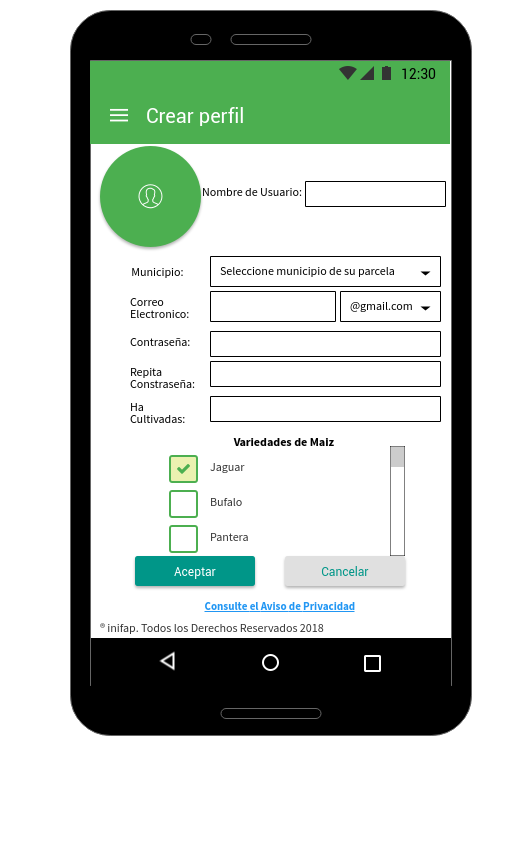 12:30
Crear perfil
Nombre de Usuario:
Municipio:
Seleccione municipio de su parcela
Correo
Electronico:
@gmail.com
Contraseña:
Repita
Constraseña:
Ha
Cultivadas:
Variedades de Maiz
Jaguar
Bufalo
Pantera
Aceptar
Cancelar
Consulte el Aviso de Privacidad
® inifap. Todos los Derechos Reservados 2018